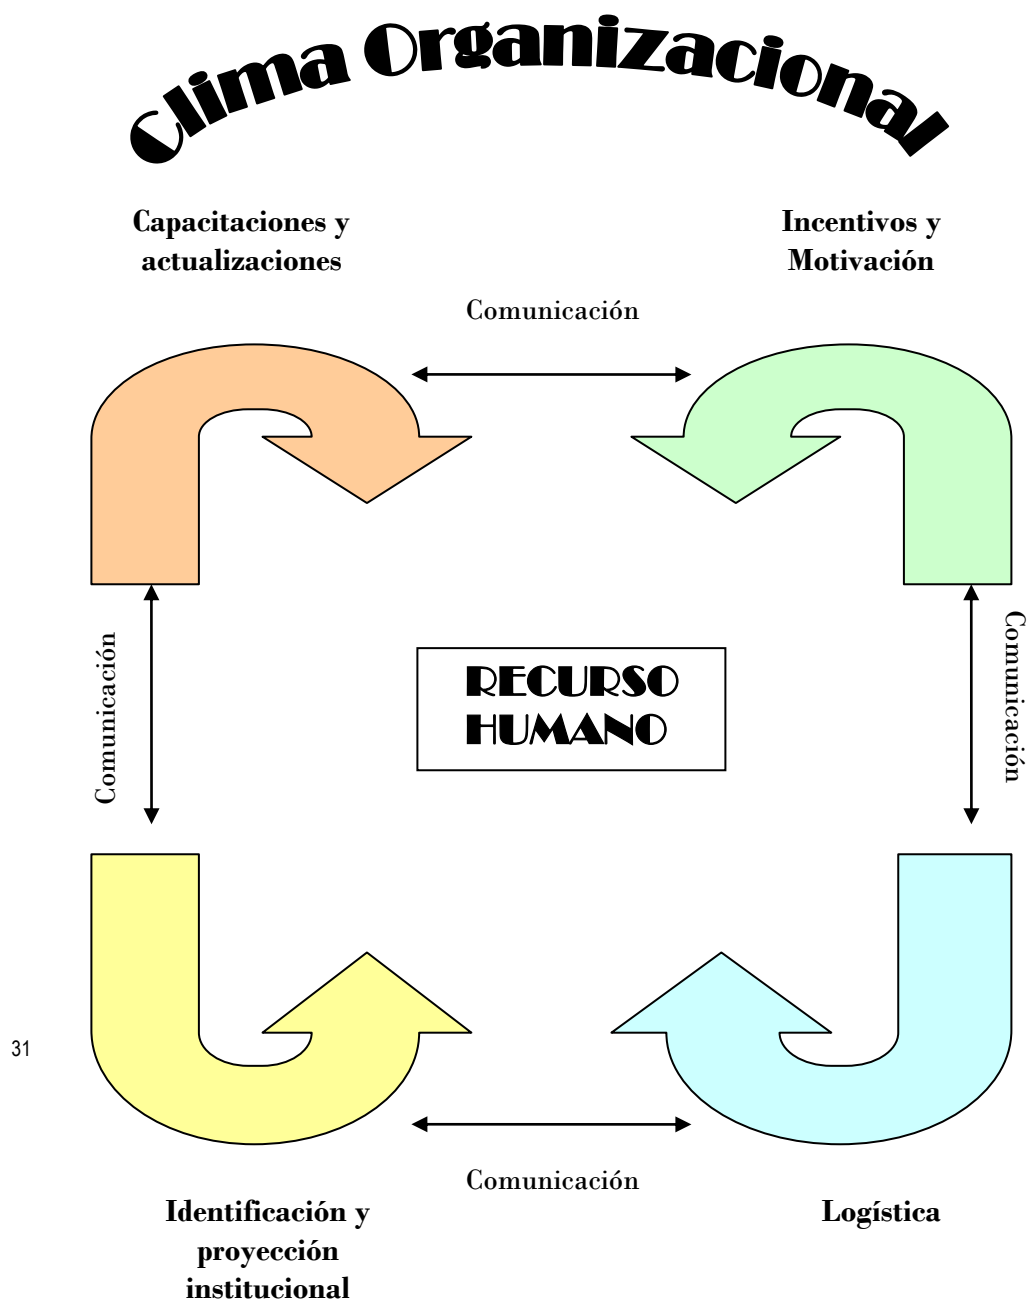 Clima Organizacional
Capacitaciones y
actualizaciones
Incentivos y
Motivación
Comunicación
Comunicación
Comunicación
RECURSO
HUMANO
31
Comunicación
Identificación y
proyección
institucional
Logística